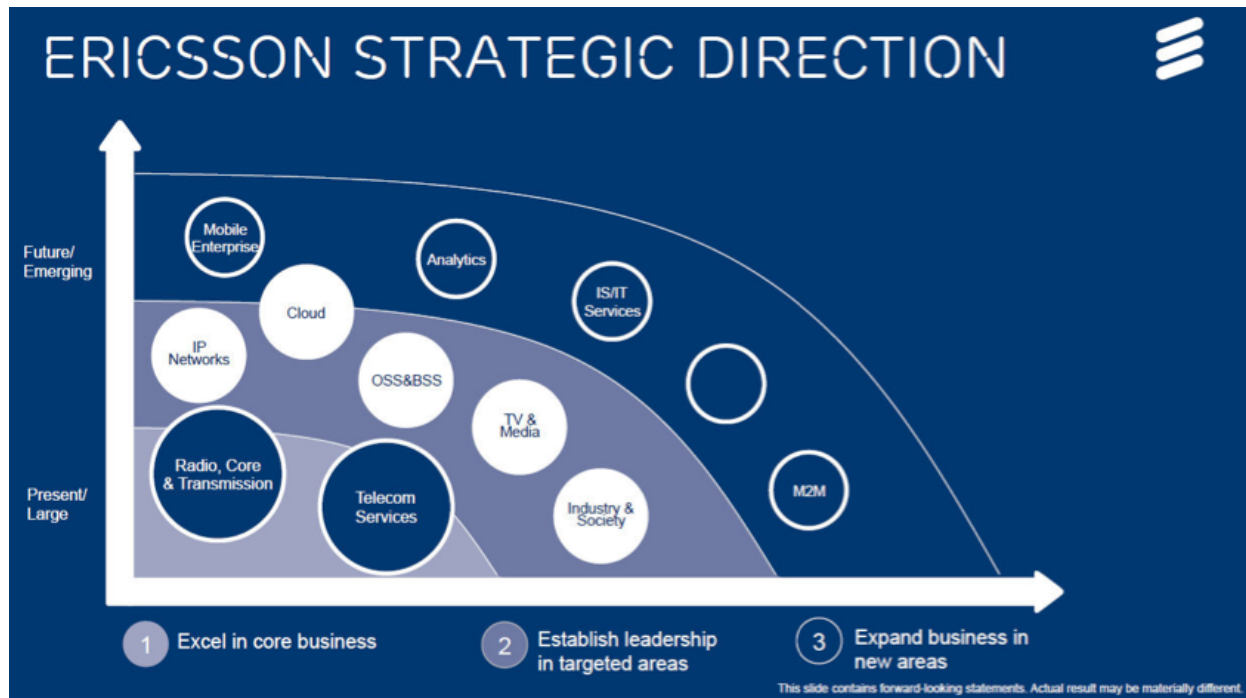 ERICSSON STRATEGIC DIRECTION
Future/
Emerging
Mobile
Enterprise
Analytics
IS/IT
Services
Cloud
IP
Networks
OSS&BSS
TV &
Media
Radio, Core
& Transmission
Telecom
Services
Industry &
Society
M2M
Present/
Large
1 Excel in core business
2 Establish leadership
in targeted areas
3 Expand business in
new areas
This slide contains forward-looking statements. Actual result may be materially different